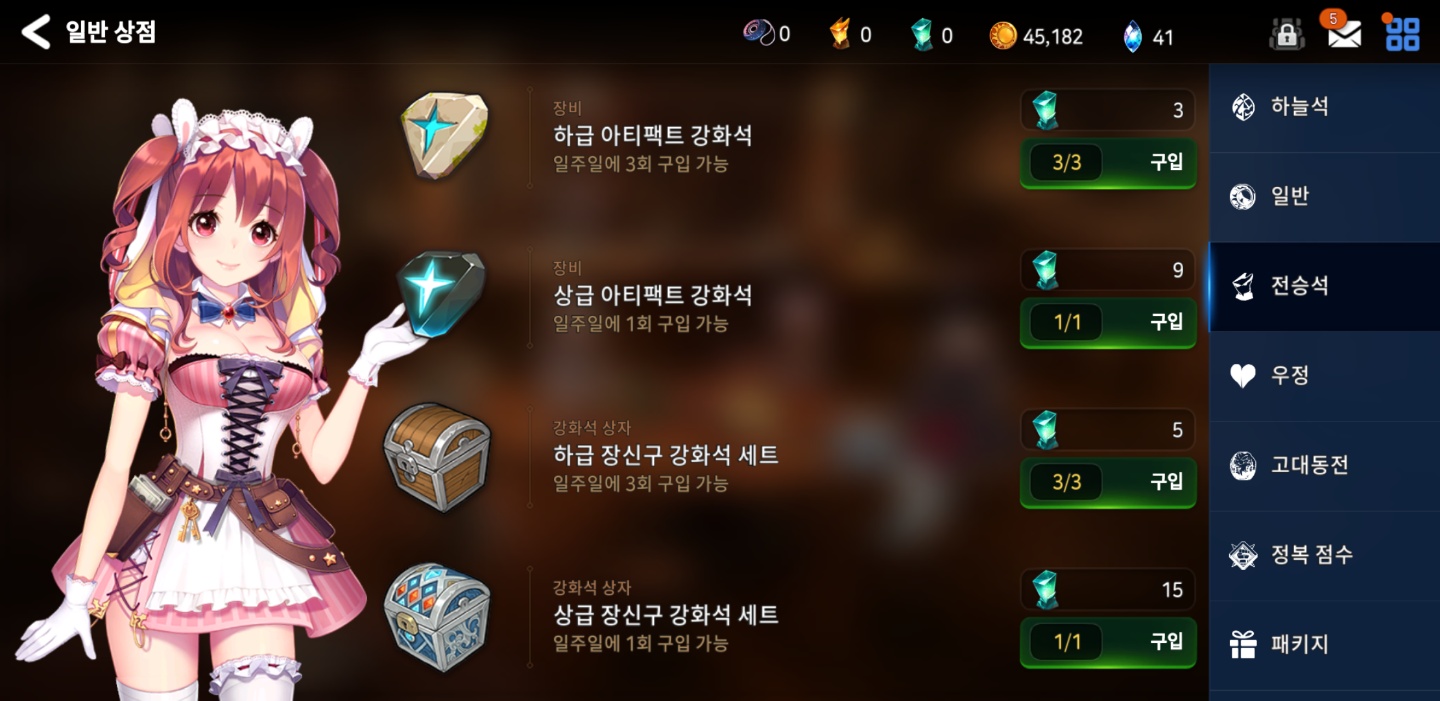 일반 상점
0
0
0
45,182
41
5
장비
하급 아티팩트 강화석
일주일에 3회 구입 가능
3
3/3
구입
장비
상급 아티팩트 강화석
일주일에 1회 구입 가능
9
1/1
구입
강화석 상자
하급 장신구 강화석 세트
일주일에 3회 구입 가능
5
3/3
구입
강화석 상자
상급 장신구 강화석 세트
일주일에 1회 구입 가능
15
1/1
구입
하늘석
일반
전승석
우정
고대동전
정복 점수
패키지